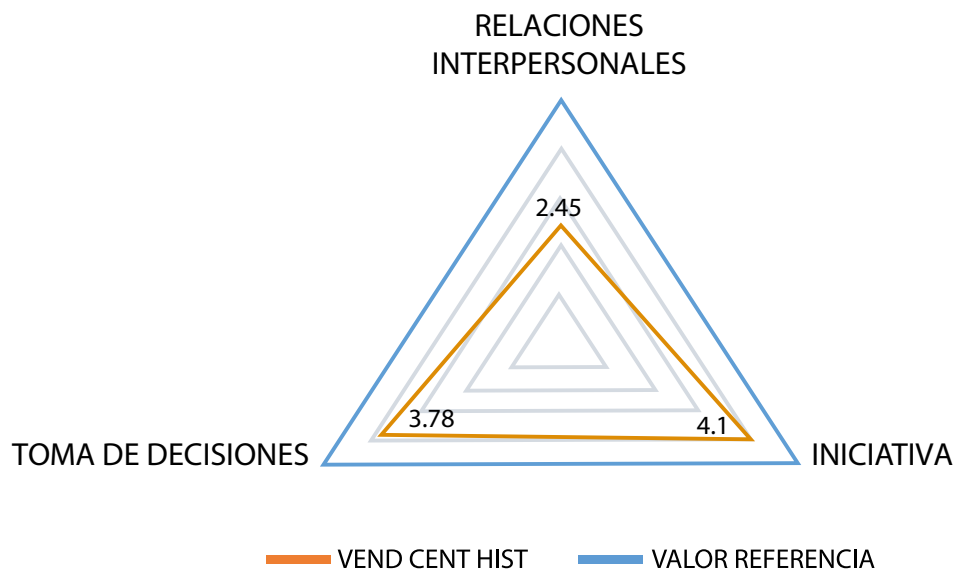 RELACIONES
INTERPERSONALES
2.45
3.78
4.1
TOMA DE DECISIONES
INICIATIVA
VEND CENT HIST
VALOR REFERENCIA